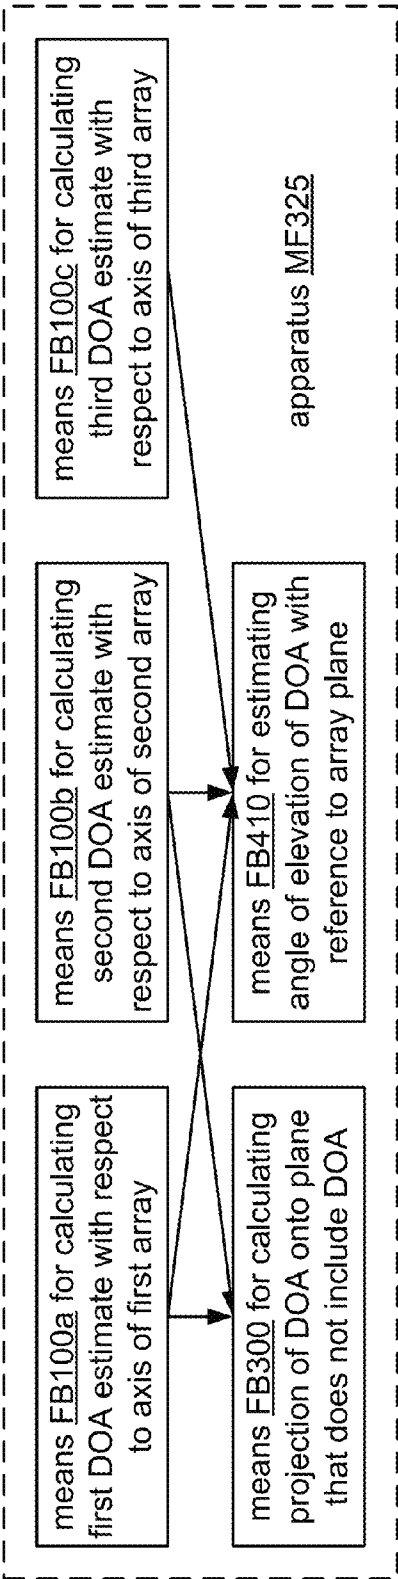 means FB100a for calculating
first DOA estimate with respect
to axis of first array
means FB100b for calculating
second DOA estimate with
respect to axis of second array
means FB100c for calculating
third DOA estimate with
respect to axis of third array
means FB300 for calculating
projection of DOA onto plane
that does not include DOA
means FB410 for estimating
angle of elevation of DOA with
reference to array plane
apparatus MF325